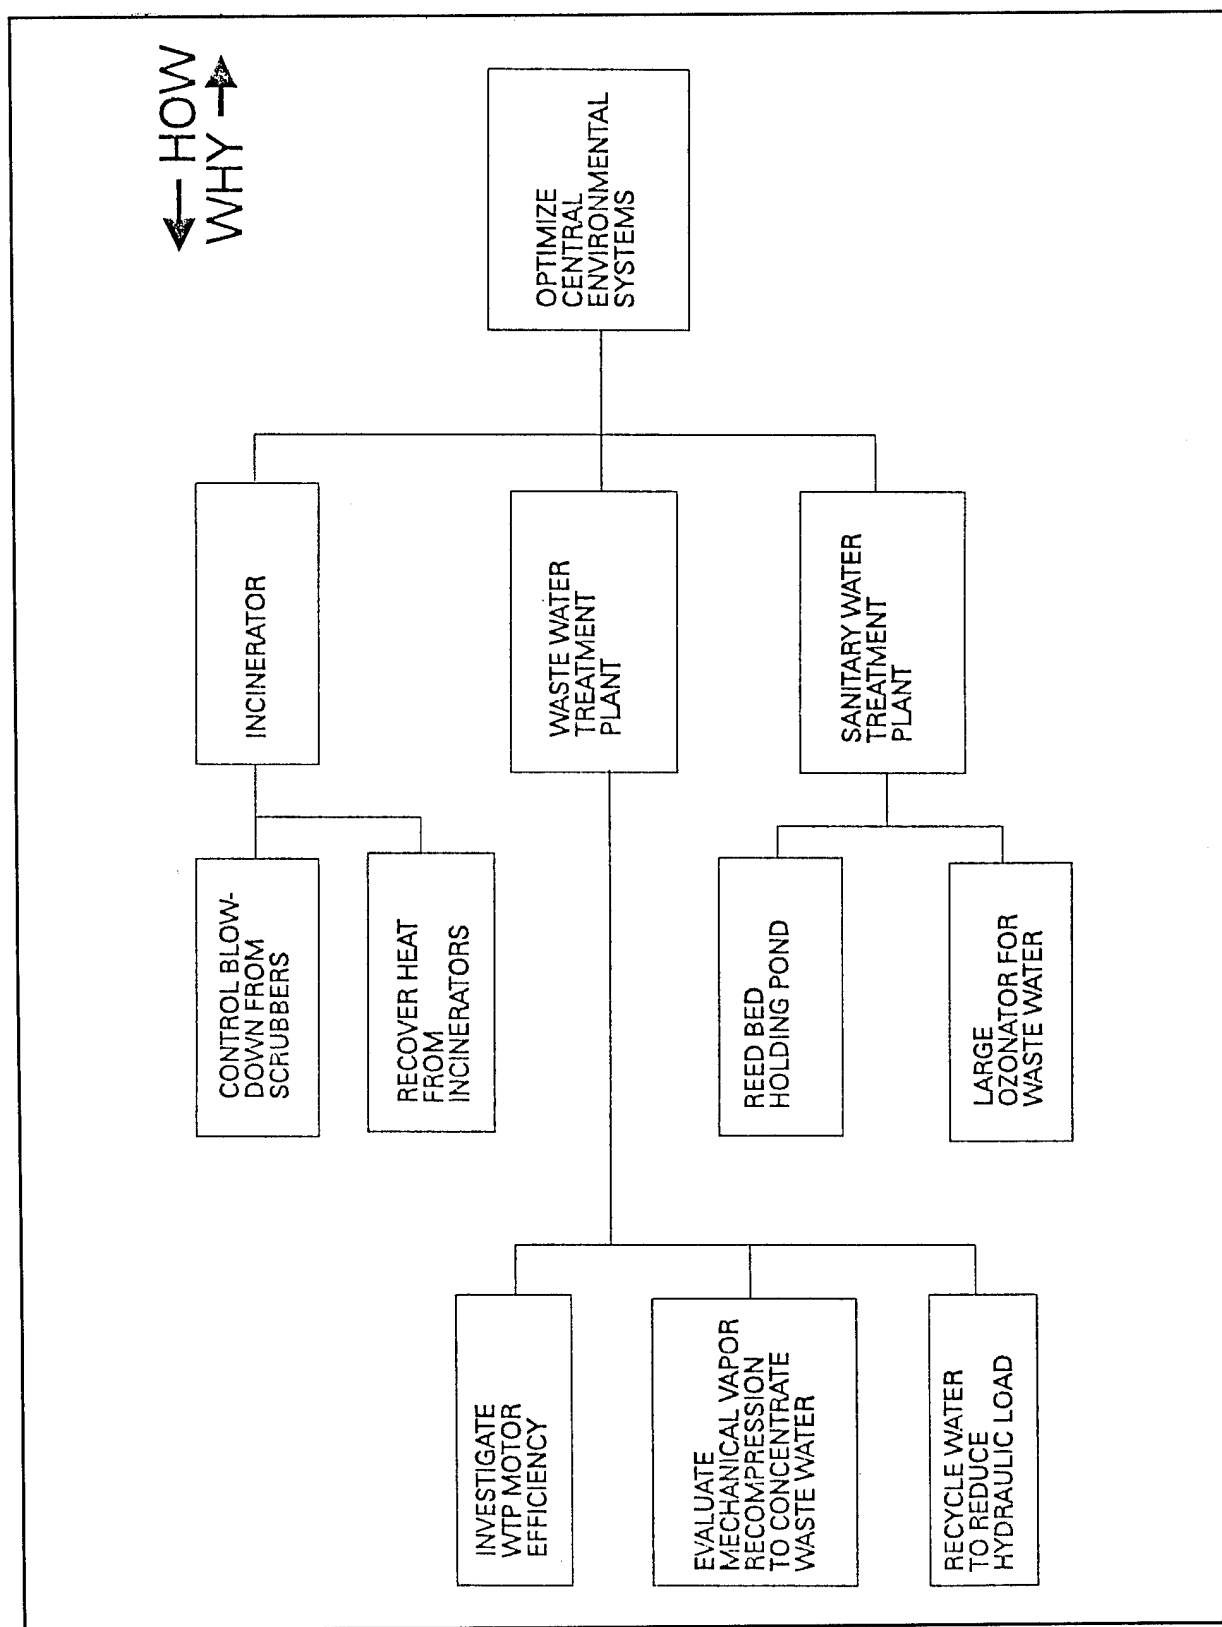 ← HOW
WHY →
OPTIMIZE
CENTRAL
ENVIRONMENTAL
SYSTEMS
INCINERATOR
WASTE WATER
TREATMENT
PLANT
SANITARY WATER
TREATMENT
PLANT
CONTROL BLOW-
DOWN FROM
SCRUBBERS
RECOVER HEAT
FROM
INCINERATORS
REED BED
HOLDING POND
LARGE
OZONATOR FOR
WASTE WATER
INVESTIGATE
WTP MOTOR
EFFICIENCY
EVALUATE
MECHANICAL VAPOR
RECOMPRESSION
TO CONCENTRATE
WASTE WATER
RECYCLE WATER
TO REDUCE
HYDRAULIC LOAD